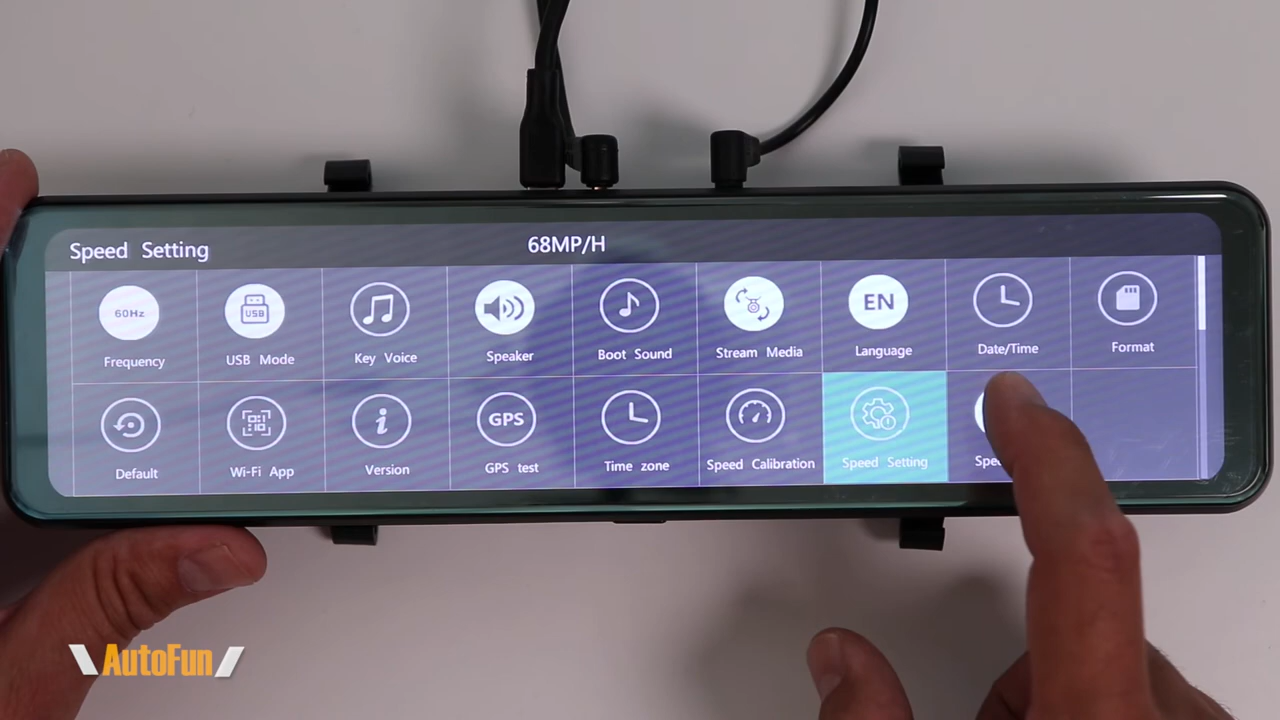 Speed Setting
68MP/H
60Hz
USB
EN
Frequency
USB Mode
Key Voice
Speaker
Boot Sound
Stream Media
Language
Date/Time
Format
GPS
Default
Wi-Fi App
Version
GPS test
Time zone
Speed Calibration
Speed Setting
AutoFun